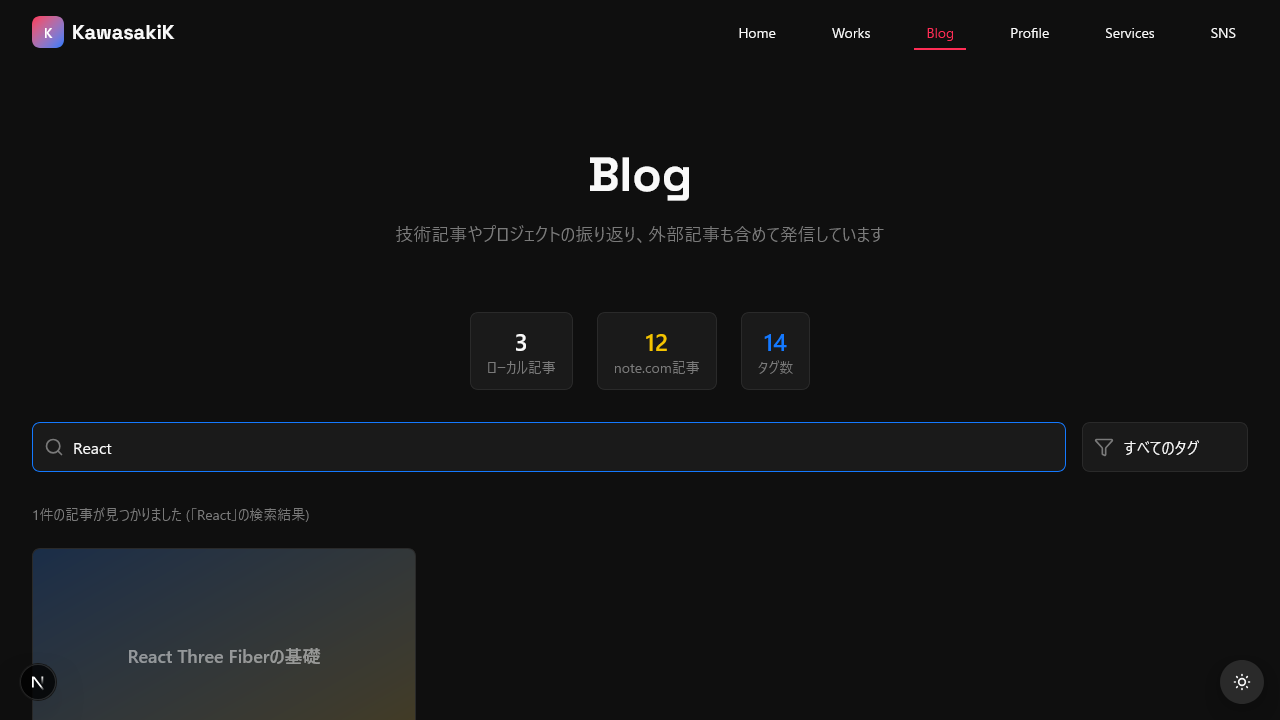 K KawasakiK
Home Works Blog Profile Services SNS
Blog
技術記事やプロジェクトの振り返り、外部記事も含めて発信しています
3
ローカル記事
12
note.com記事
14
タグ数
React
すべてのタグ
1件の記事が見つかりました (「React」の検索結果)
React Three Fiberの基礎
N